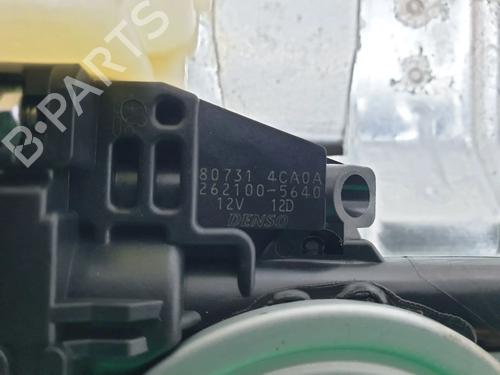 B-PARTS
80731 4CA0A
262100-5640
12V 12D
DENSO